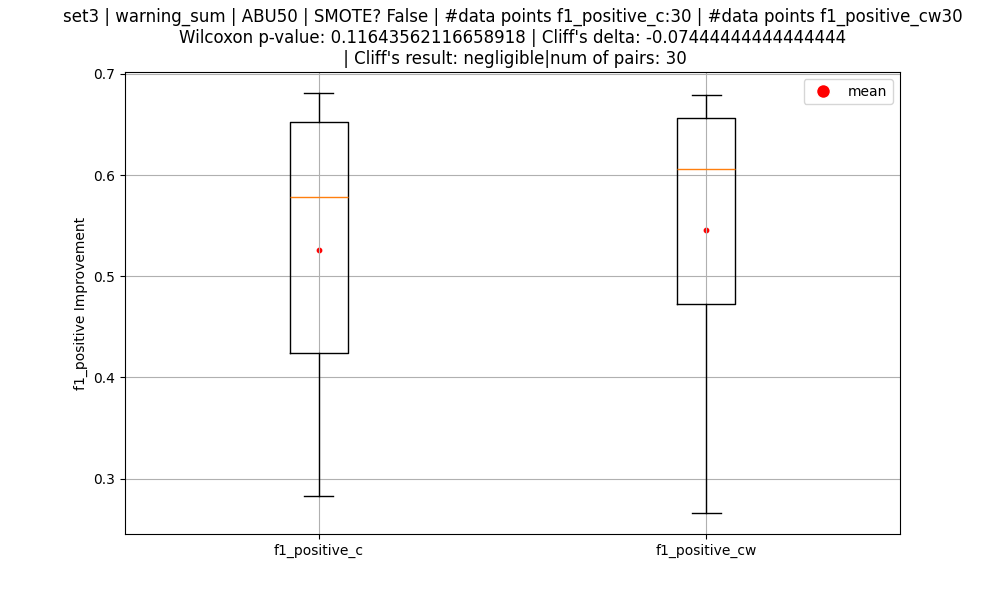 set3 | warning_sum | ABU50 | SMOTE? False | #data points f1_positive_c:30 | #data points f1_positive_cw30
Wilcoxon p-value: 0.11643562116658918 | Cliff's delta: -0.07444444444444444
| Cliff's result: negligible|num of pairs: 30
mean
f1_positive Improvement
0.7
0.6
0.5
0.4
0.3
f1_positive_c
f1_positive_cw